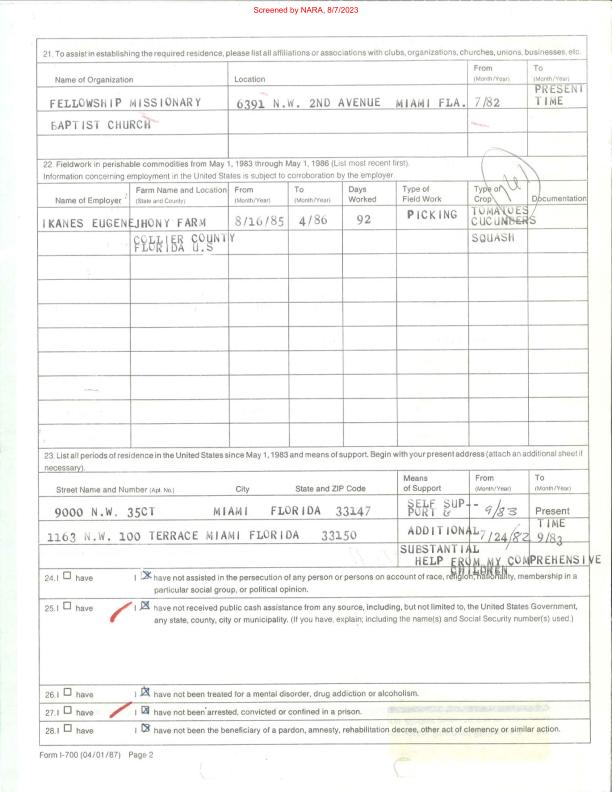 Screened by NARA, 8/7/2023
21. To assist in establishing the required residence, please list all affiliations or associations with clubs, organizations, churches, unions, businesses, etc.
Name of Organization Location From (Month/Year) To (Month/Year)
FELLOWSHIP MISSIONARY 6391 N.W. 2ND AVENUE MIAMI FLA. 7/82 PRESENT TIME
BAPTIST CHURCH
22. Fieldwork in perishable commodities from May 1, 1983 through May 1, 1986 (List most recent first).
Information concerning employment in the United States is subject to corroboration by the employer.
Name of Employer Farm Name and Location (State and County) From (Month/Year) To (Month/Year) Days Worked Type of Field Work Type of Crop Documentation
IKANES EUGENE JHONY FARM 8/16/85 4/86 92 PICKING TOMATOES CUCUMBERS
COLLIER COUNTY FLORIDA U.S SQUASH
23. List all periods of residence in the United States since May 1, 1983 and means of support. Begin with your present address (attach an additional sheet if
necessary).
Street Name and Number (Apt. No.) City State and ZIP Code Means of Support From (Month/Year) To (Month/Year)
9000 N.W. 35CT MIAMI FLORIDA 33147 SELF SUP-- PORT & 9/83 Present TIME
1163 N.W. 100 TERRACE MIAMI FLORIDA 33150 ADDITIONAL 7/24/82 9/83
SUBSTANTIAL
HELP FROM MY COMPREHENSIVE
CHILDREN
24. I have I have not assisted in the persecution of any person or persons on account of race, religion, nationality, membership in a
particular social group, or political opinion.
25. I have I have not received public cash assistance from any source, including, but not limited to, the United States Government,
any state, county, city or municipality. (If you have, explain; including the name(s) and Social Security number(s) used.)
26. I have I have not been treated for a mental disorder, drug addiction or alcoholism.
27. I have I have not been arrested, convicted or confined in a prison.
28. I have I have not been the beneficiary of a pardon, amnesty, rehabilitation decree, other act of clemency or similar action.
Form I-700 (04/01/87) Page 2